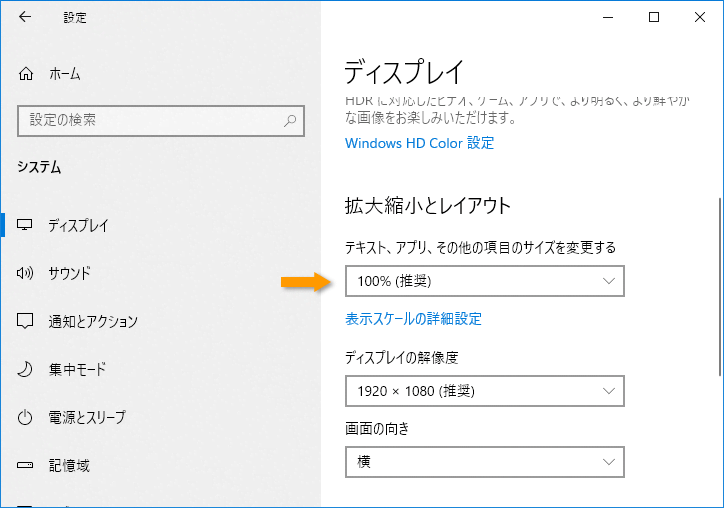 設定
ホーム
設定の検索
システム
ディスプレイ
サウンド
通知とアクション
集中モード
電源とスリープ
記憶域
ディスプレイ
HDR に対応したビデオ、ゲーム、アプリで、より明るく、より鮮やか
な画像をお楽しみいただけます。
Windows HD Color 設定
拡大縮小とレイアウト
テキスト、アプリ、その他の項目のサイズを変更する
100% (推奨)
表示スケールの詳細設定
ディスプレイの解像度
1920 × 1080 (推奨)
画面の向き
横